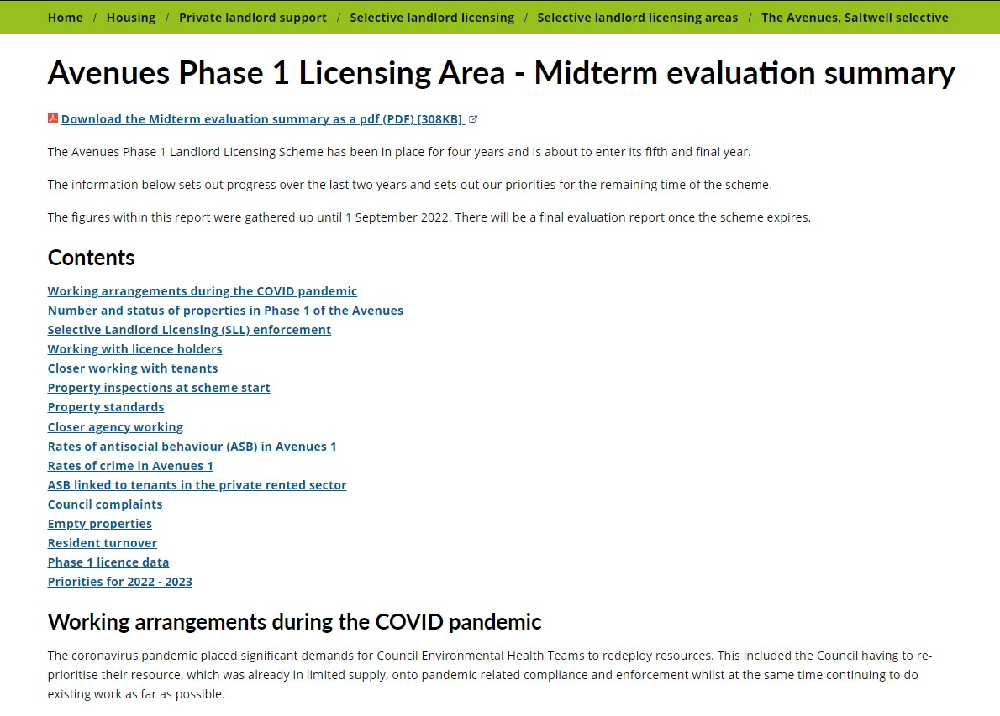 Home / Housing / Private landlord support / Selective landlord licensing / Selective landlord licensing areas / The Avenues, Saltwell selective
Avenues Phase 1 Licensing Area - Midterm evaluation summary
Download the Midterm evaluation summary as a pdf (PDF) [308KB]
The Avenues Phase 1 Landlord Licensing Scheme has been in place for four years and is about to enter its fifth and final year.
The information below sets out progress over the last two years and sets out our priorities for the remaining time of the scheme.
The figures within this report were gathered up until 1 September 2022. There will be a final evaluation report once the scheme expires.
Contents
Working arrangements during the COVID pandemic
Number and status of properties in Phase 1 of the Avenues
Selective Landlord Licensing (SLL) enforcement
Working with licence holders
Closer working with tenants
Property inspections at scheme start
Property standards
Closer agency working
Rates of antisocial behaviour (ASB) in Avenues 1
Rates of crime in Avenues 1
ASB linked to tenants in the private rented sector
Council complaints
Empty properties
Resident turnover
Phase 1 licence data
Priorities for 2022 - 2023
Working arrangements during the COVID pandemic
The coronavirus pandemic placed significant demands for Council Environmental Health Teams to redeploy resources. This included the Council having to re-
prioritise their resource, which was already in limited supply, onto pandemic related compliance and enforcement whilst at the same time continuing to do
existing work as far as possible.